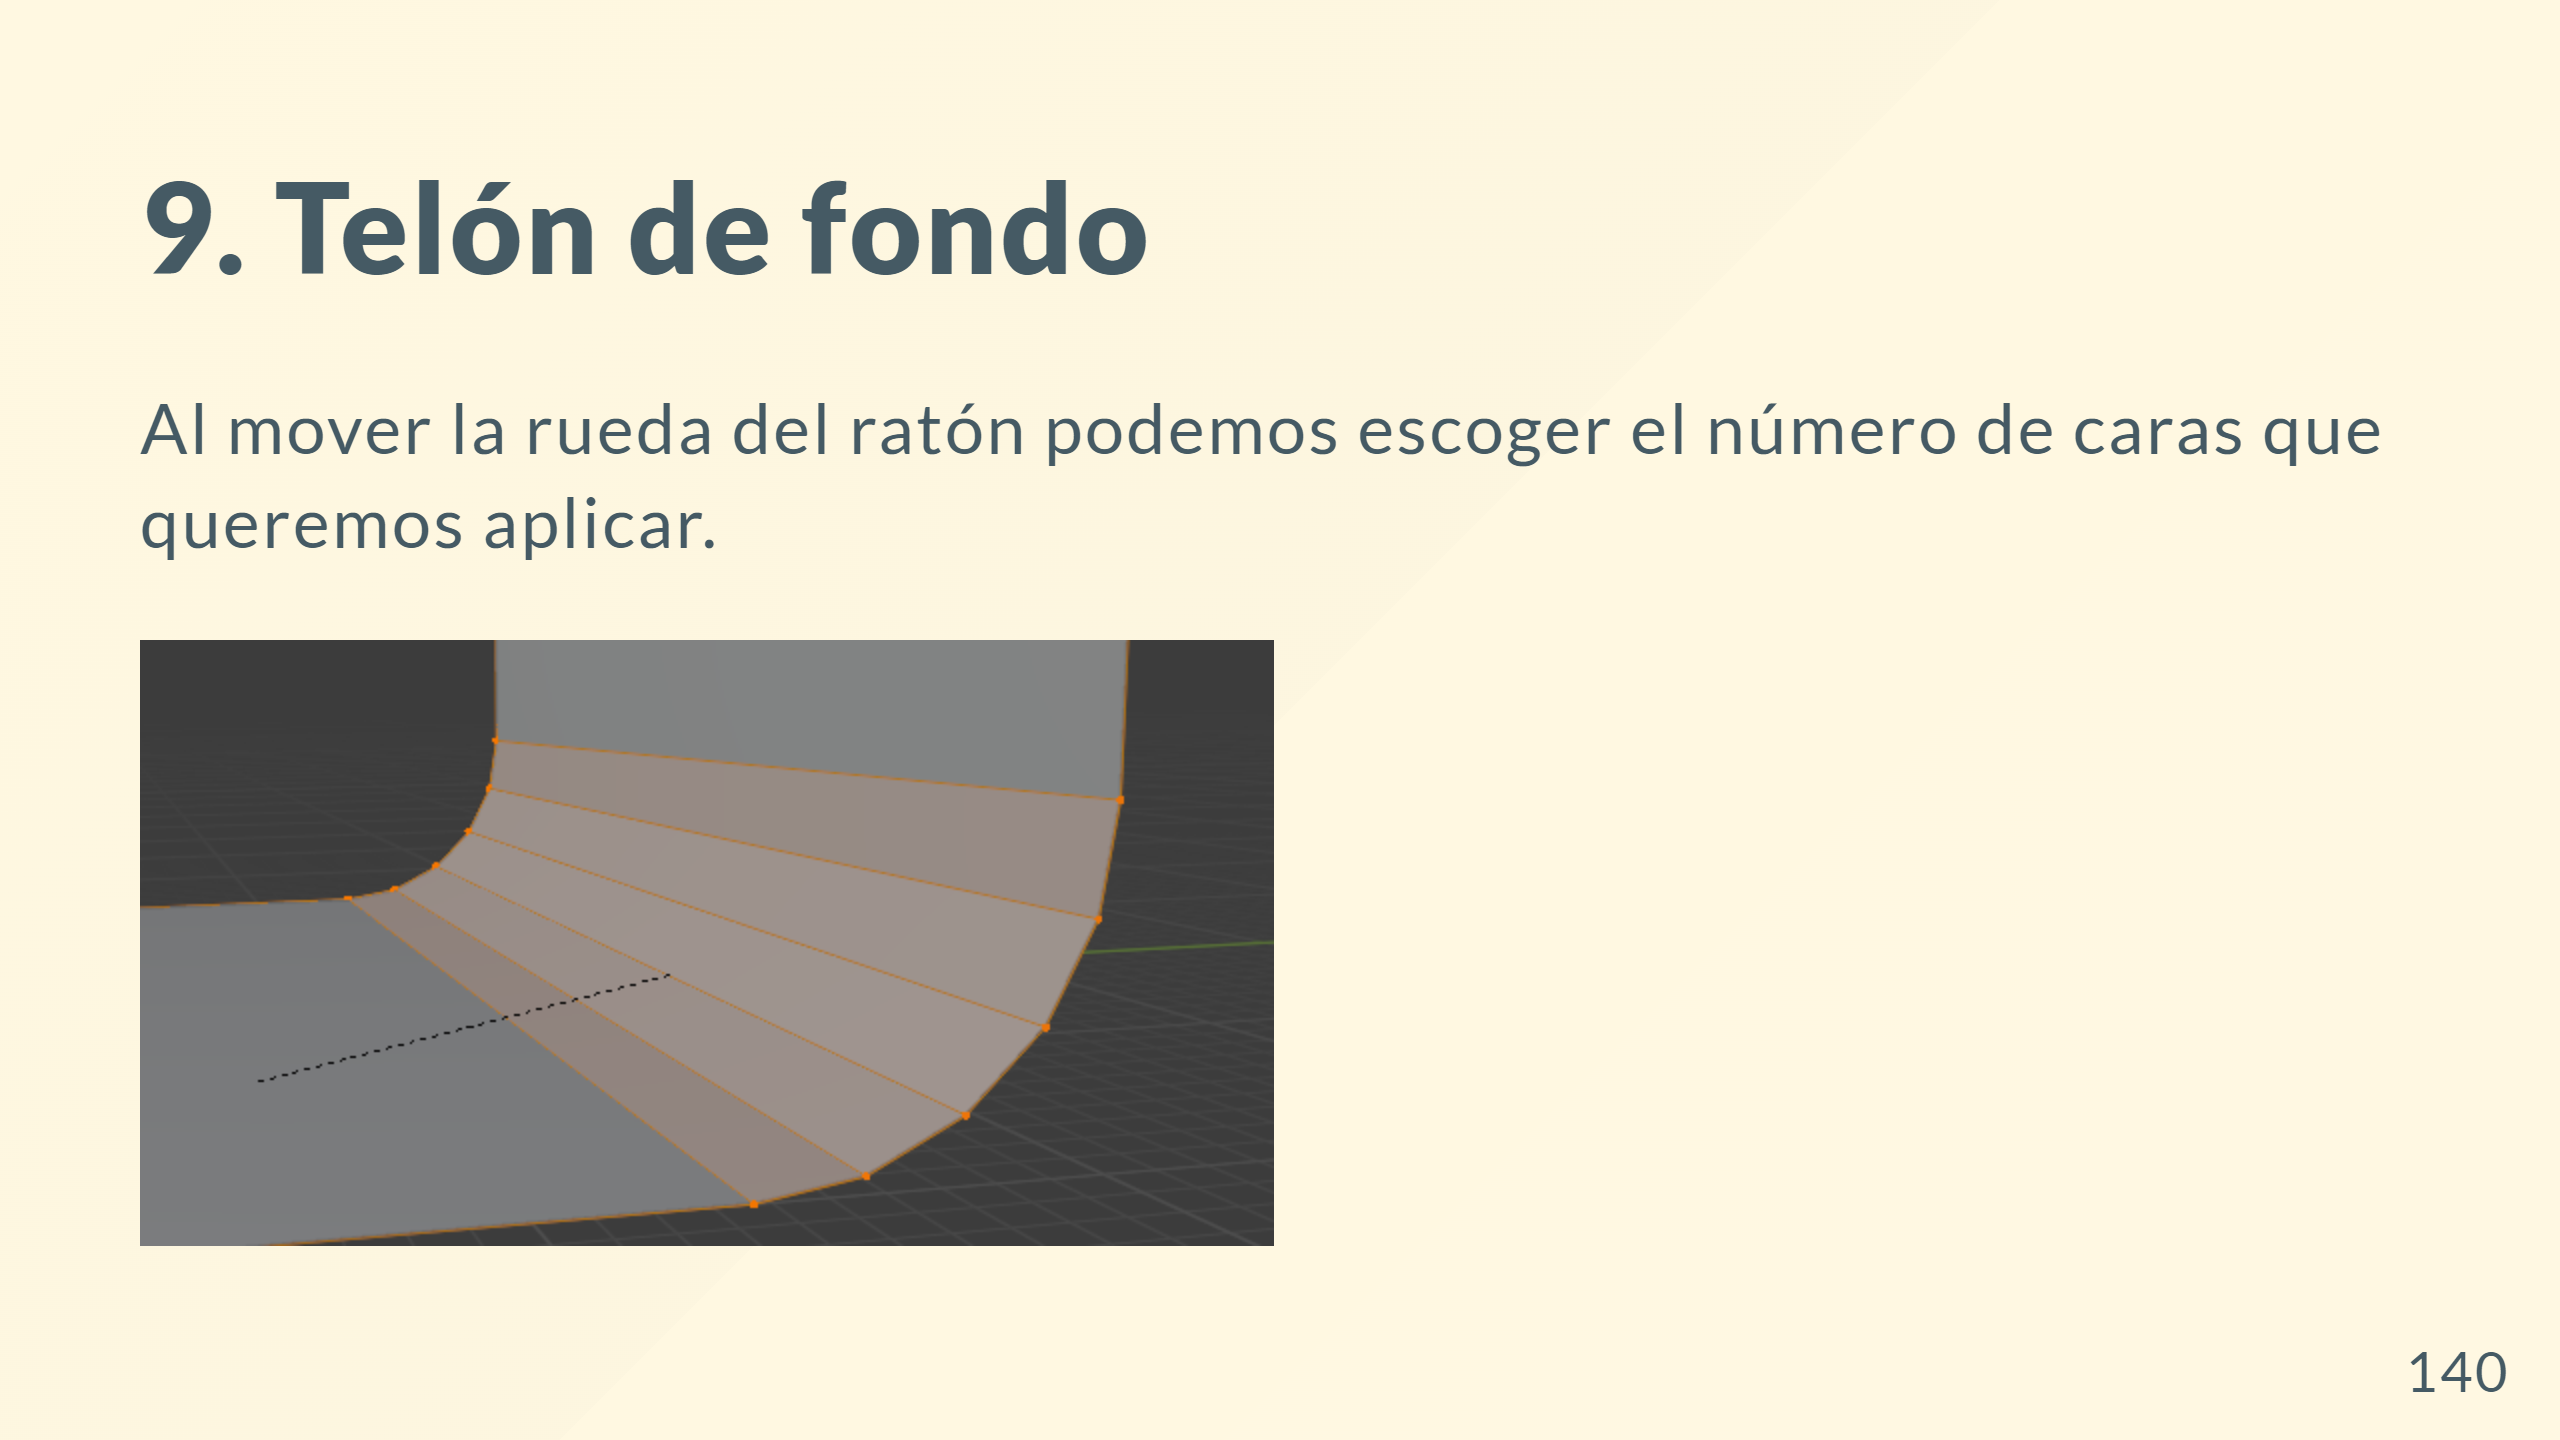 9. Telón de fondo
Al mover la rueda del ratón podemos escoger el número de caras que
queremos aplicar.
140